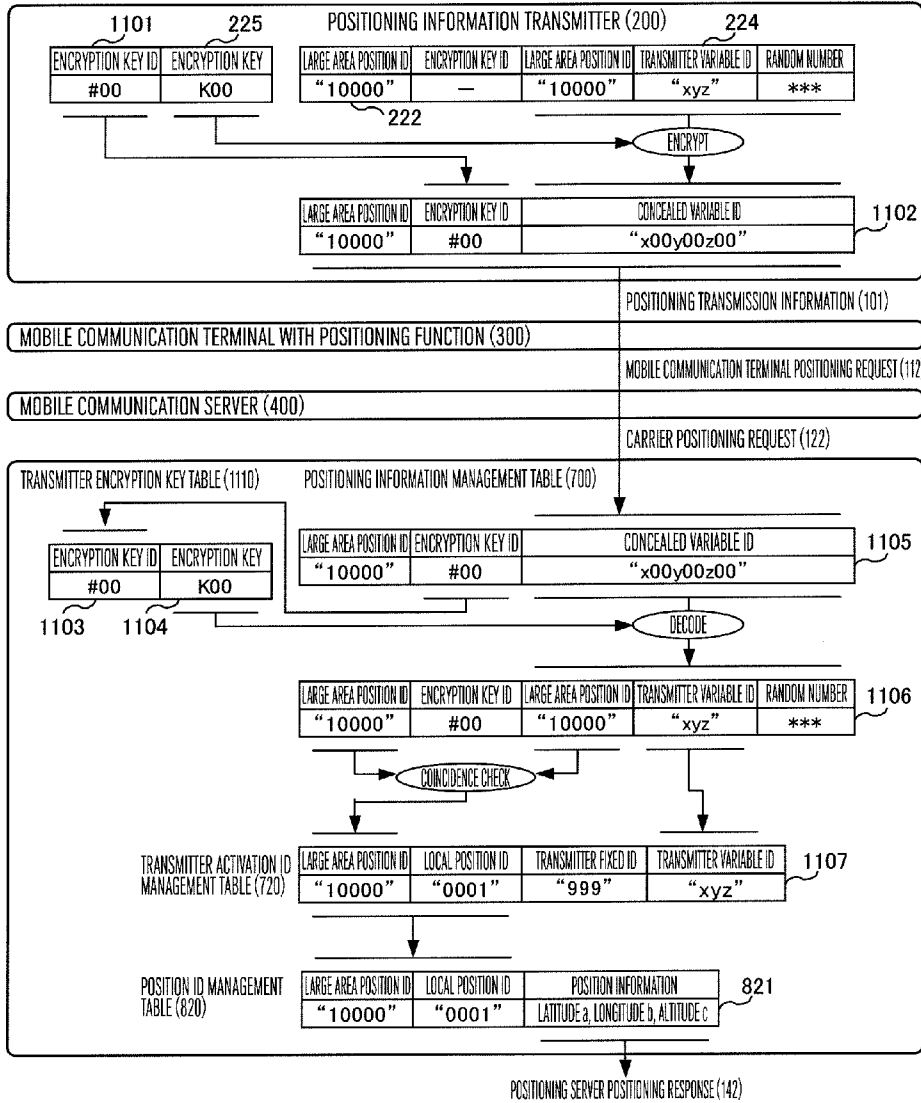 POSITIONING INFORMATION TRANSMITTER (200)
1101
225
224
ENCRYPTION KEY ID ENCRYPTION KEY
#00 K00
LARGE AREA POSITION ID ENCRYPTION KEY ID LARGE AREA POSITION ID TRANSMITTER VARIABLE ID RANDOM NUMBER
"10000" — "10000" "xyz" ***
222
ENCRYPT
LARGE AREA POSITION ID ENCRYPTION KEY ID CONCEALED VARIABLE ID
"10000" #00 "x00y00z00"
1102
POSITIONING TRANSMISSION INFORMATION (101)
MOBILE COMMUNICATION TERMINAL WITH POSITIONING FUNCTION (300)
MOBILE COMMUNICATION TERMINAL POSITIONING REQUEST (112
MOBILE COMMUNICATION SERVER (400)
CARRIER POSITIONING REQUEST (122)
TRANSMITTER ENCRYPTION KEY TABLE (1110)
POSITIONING INFORMATION MANAGEMENT TABLE (700)
LARGE AREA POSITION ID ENCRYPTION KEY ID CONCEALED VARIABLE ID
"10000" #00 "x00y00z00"
1105
ENCRYPTION KEY ID ENCRYPTION KEY
#00 K00
1103
1104
DECODE
LARGE AREA POSITION ID ENCRYPTION KEY ID LARGE AREA POSITION ID TRANSMITTER VARIABLE ID RANDOM NUMBER
"10000" #00 "10000" "xyz" ***
1106
COINCIDENCE CHECK
TRANSMITTER ACTIVATION ID
MANAGEMENT TABLE (720)
LARGE AREA POSITION ID LOCAL POSITION ID TRANSMITTER FIXED ID TRANSMITTER VARIABLE ID
"10000" "0001" "999" "xyz"
1107
POSITION ID MANAGEMENT
TABLE (820)
LARGE AREA POSITION ID LOCAL POSITION ID POSITION INFORMATION
"10000" "0001" LATITUDE a, LONGITUDE b, ALTITUDE c
821
POSITIONING SERVER POSITIONING RESPONSE (142)